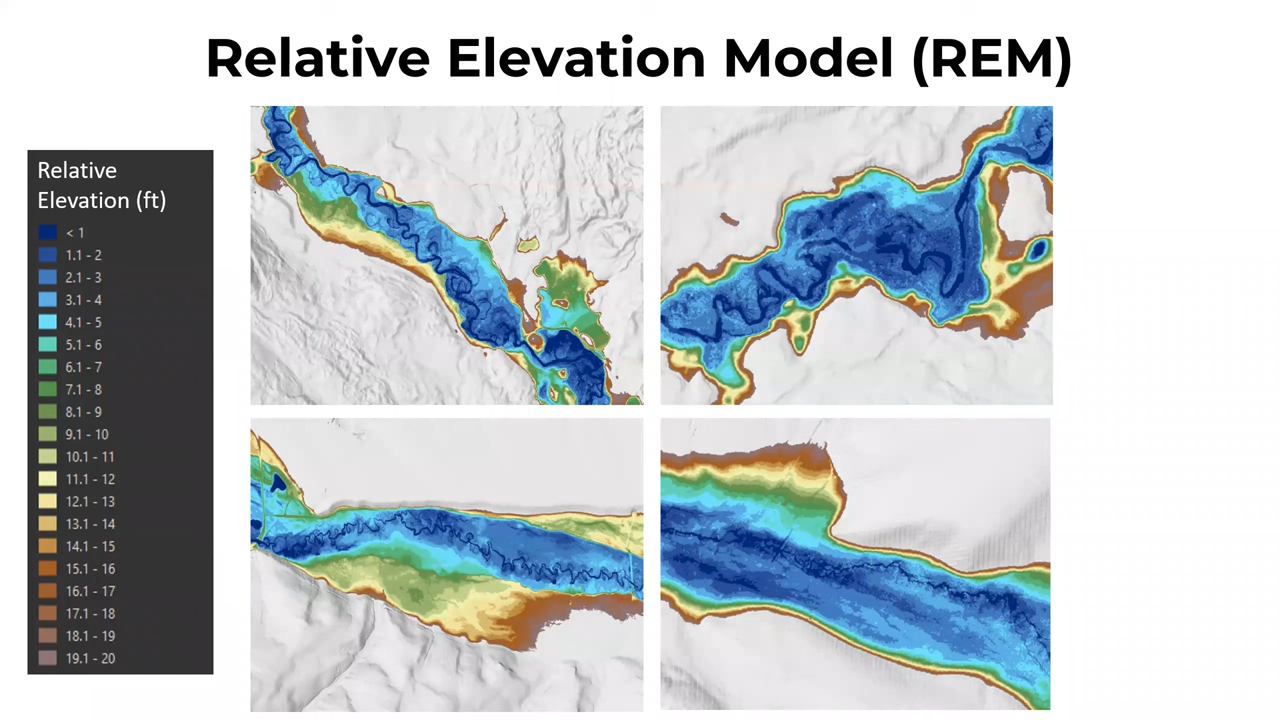 Relative Elevation Model (REM)
Relative
Elevation (ft)
< 1
1.1 - 2
2.1 - 3
3.1 - 4
4.1 - 5
5.1 - 6
6.1 - 7
7.1 - 8
8.1 - 9
9.1 - 10
10.1 - 11
11.1 - 12
12.1 - 13
13.1 - 14
14.1 - 15
15.1 - 16
16.1 - 17
17.1 - 18
18.1 - 19
19.1 - 20